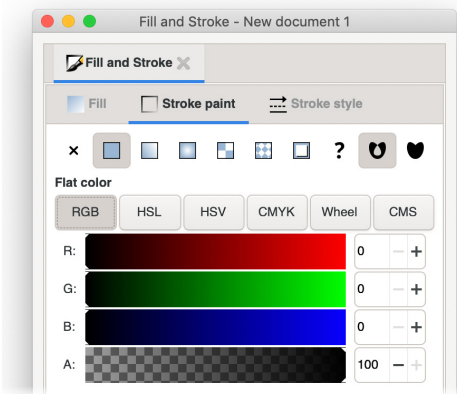 Fill and Stroke - New document 1
Fill and Stroke
Fill Stroke paint Stroke style
?
Flat color
RGB HSL HSV CMYK Wheel CMS
R: 0 − +
G: 0 − +
B: 0 − +
A: 100 − +